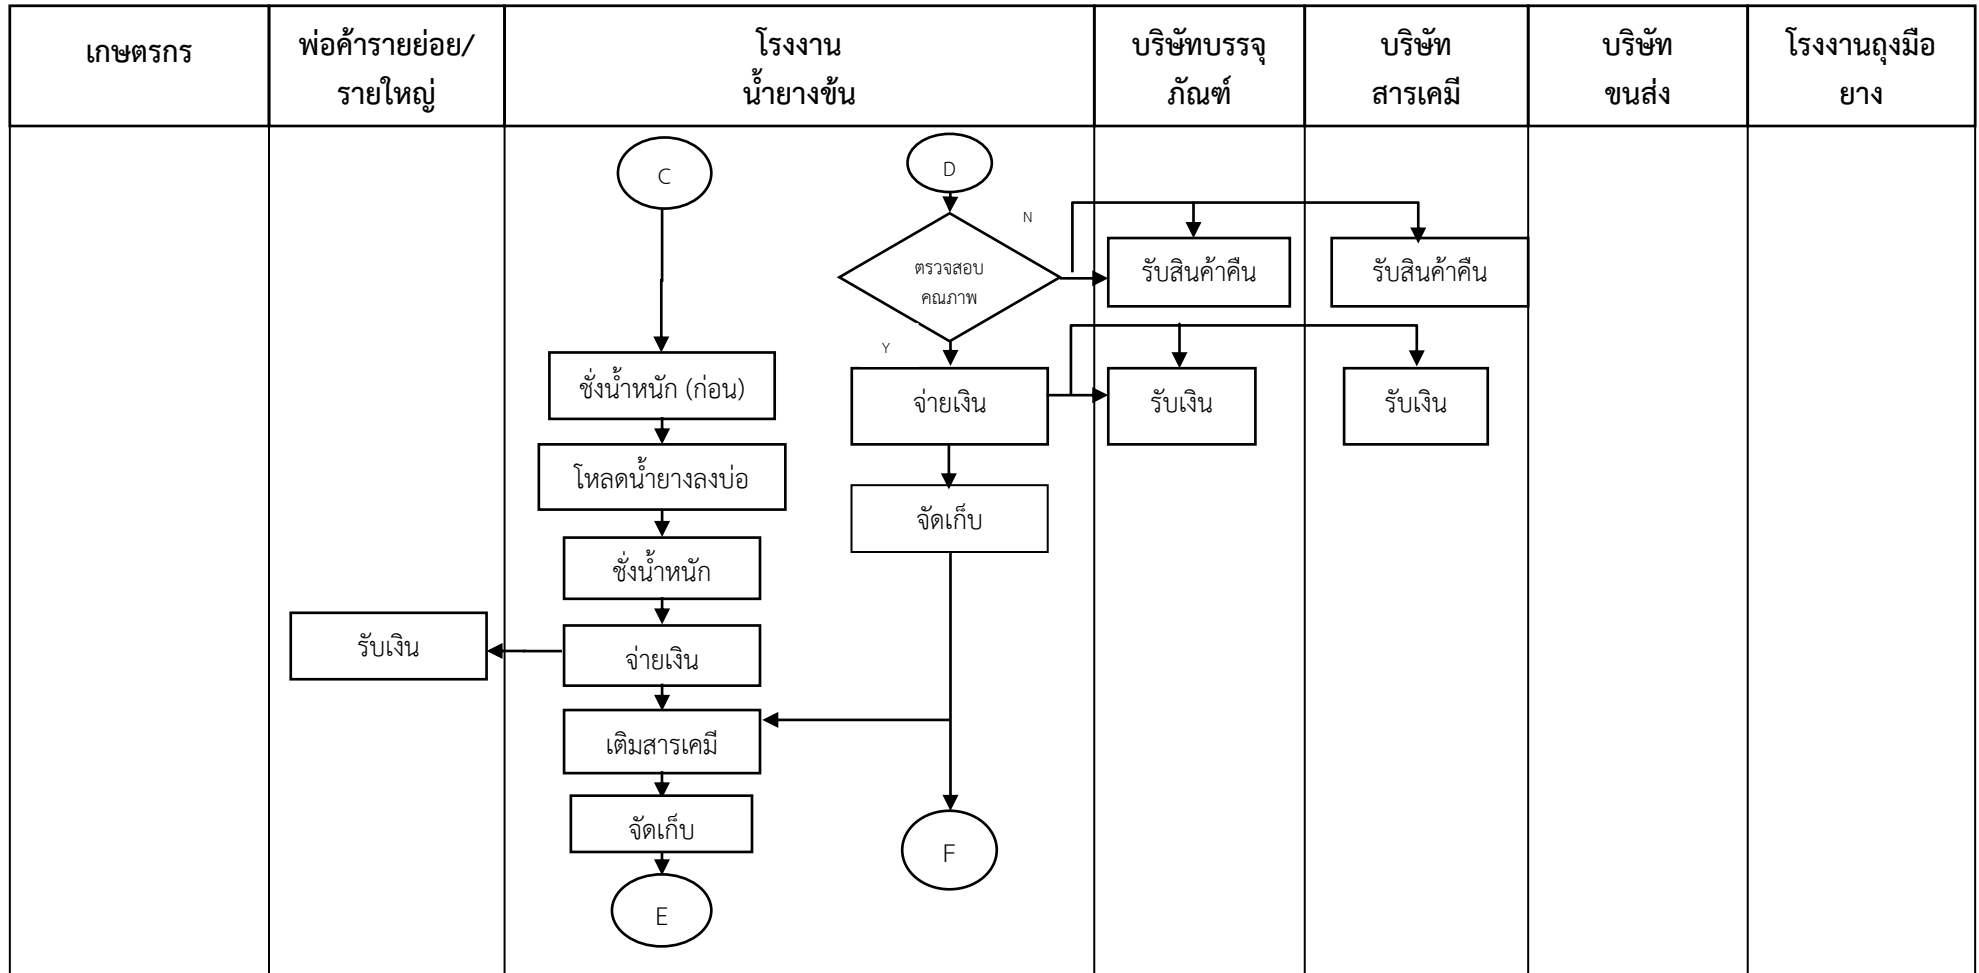 เกษตรกร
พ่อค้ารายย่อย/
รายใหญ่
โรงงาน
น้ำยางข้น
บริษัทบรรจุ
ภัณฑ์
บริษัท
สารเคมี
บริษัท
ขนส่ง
โรงงานถุงมือ
ยาง
C
D
N
ตรวจสอบ
คณภาพ
รับสินค้าคืน
รับสินค้าคืน
Y
ชั่งน้ำหนัก (ก่อน)
จ่ายเงิน
รับเงิน
รับเงิน
โหลดน้ำยางลงบ่อ
จัดเก็บ
ชั่งน้ำหนัก
รับเงิน
จ่ายเงิน
เติมสารเคมี
จัดเก็บ
F
E